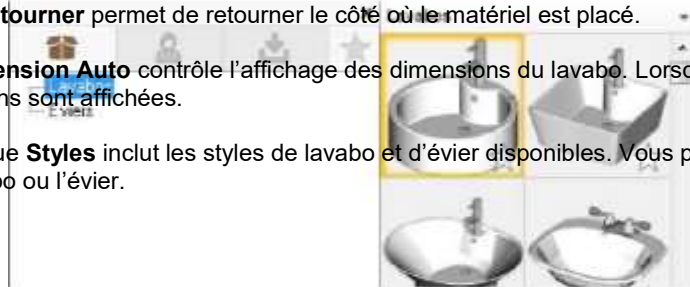 tourner permet de retourner le côté où le matériel est placé.
ension Auto contrôle l’affichage des dimensions du lavabo. Lorsc
ns sont affichées.
ue Styles inclut les styles de lavabo et d’évier disponibles. Vous p
oo ou l’évier.